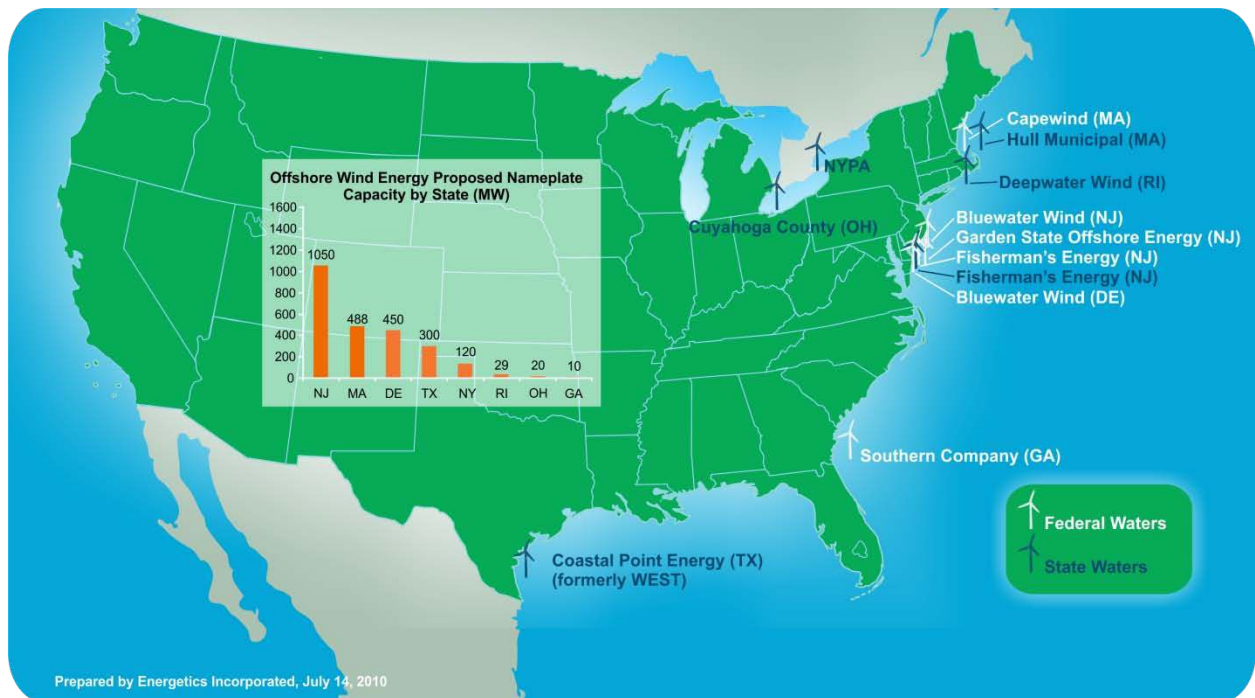 Capewind (MA)
Hull Municipal (MA)
NYPA
Deepwater Wind (RI)
Cuyahoga County (OH)
Bluewater Wind (NJ)
Garden State Offshore Energy (NJ)
Fisherman's Energy (NJ)
Fisherman's Energy (NJ)
Bluewater Wind (DE)
Offshore Wind Energy Proposed Nameplate
Capacity by State (MW)
1600
1400
1200
1000
800
600
400
200
0
1050
488
450
300
120
29
20
10
NJ MA DE TX NY RI OH GA
Southern Company (GA)
Coastal Point Energy (TX)
(formerly WEST)
Federal Waters
State Waters
Prepared by Energetics Incorporated, July 14, 2010